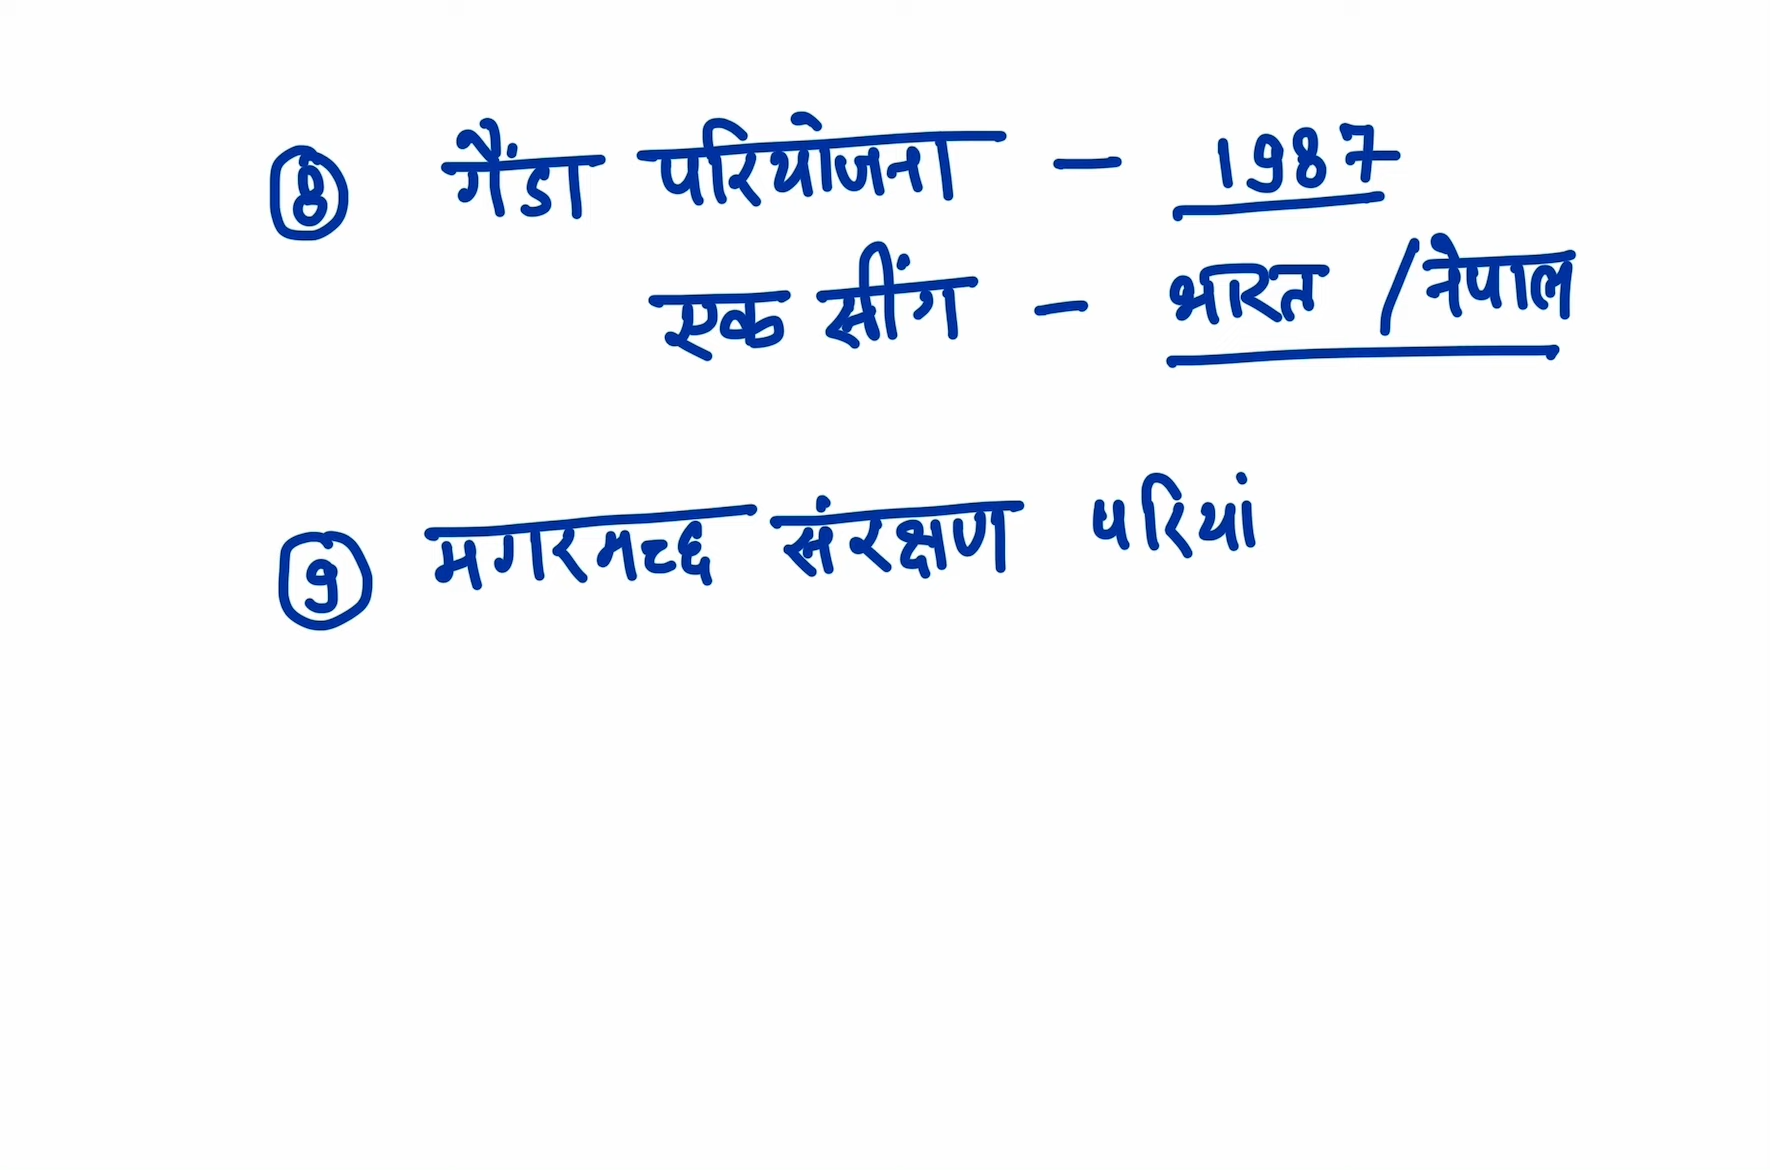 ⑧ गैंडा परियोजना – 1987
एक सींग – भारत / नेपाल
⑨ मगरमच्छ संरक्षण परियां